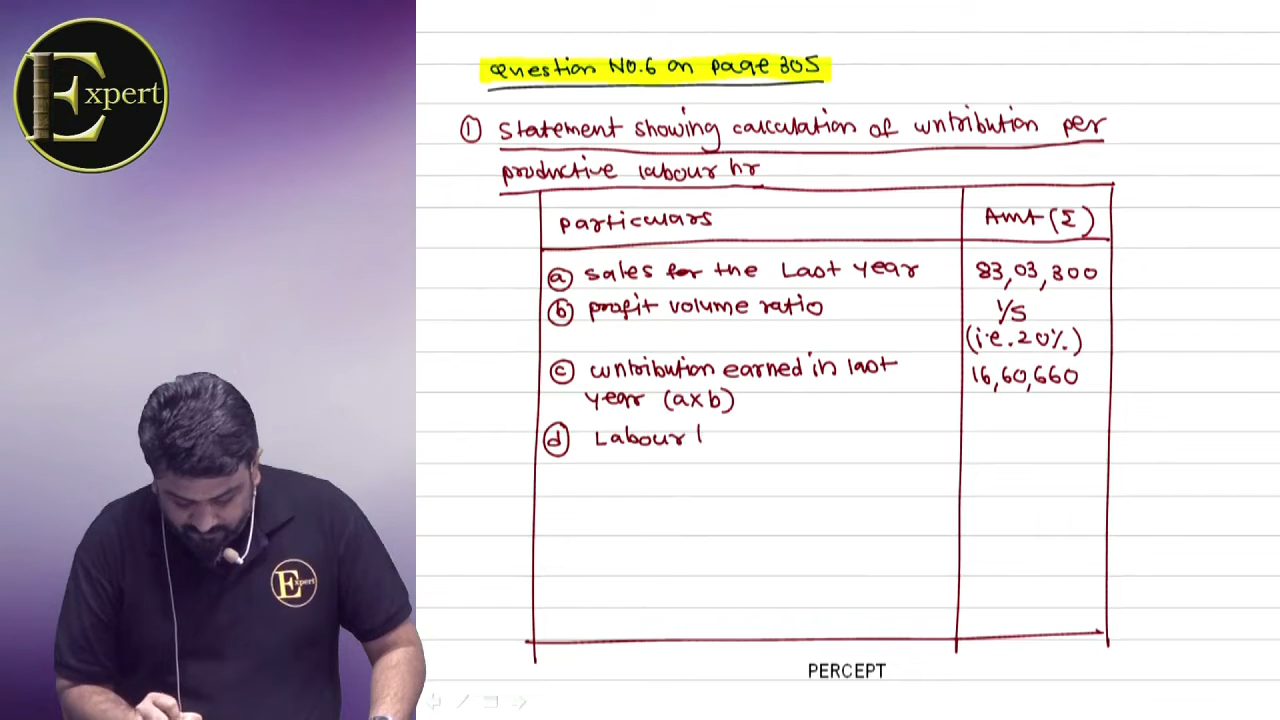 Expert
Question No.6 on page 305
① Statement showing calculation of contribution per
productive labour hr
Particulars Amt (₹)
ⓐ sales for the Last year 83,03,300
ⓑ profit volume ratio 1/5
(i.e. 20%.)
ⓒ contribution earned in last 16,60,660
year (axb)
ⓓ Labour
Expert
PERCEPT